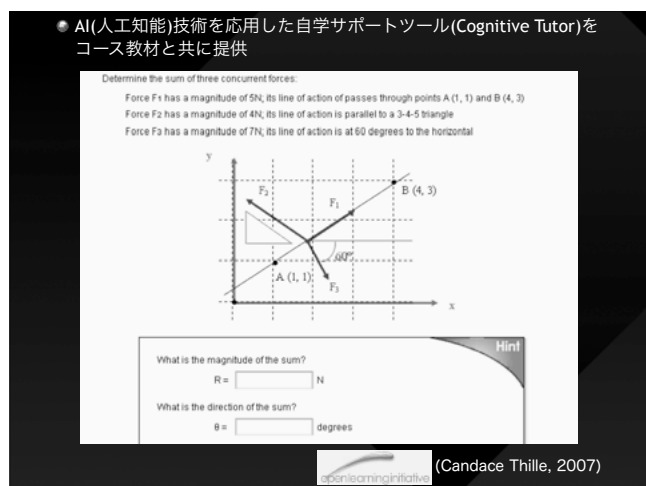 AI(人工知能)技術を応用した自学サポートツール(Cognitive Tutor)を
コース教材と共に提供
Determine the sum of three concurrent forces:
Force F1 has a magnitude of 5N; its line of action of passes through points A (1, 1) and B (4, 3)
Force F2 has a magnitude of 4N; its line of action is parallel to a 3-4-5 triangle
Force F3 has a magnitude of 7N; its line of action is at 60 degrees to the horizontal
y
F2
F1
B (4, 3)
60°
A (1, 1)
F3
x
Hint
What is the magnitude of the sum?
R =
N
What is the direction of the sum?
θ =
degrees
openlearninginitiative
(Candace Thille, 2007)